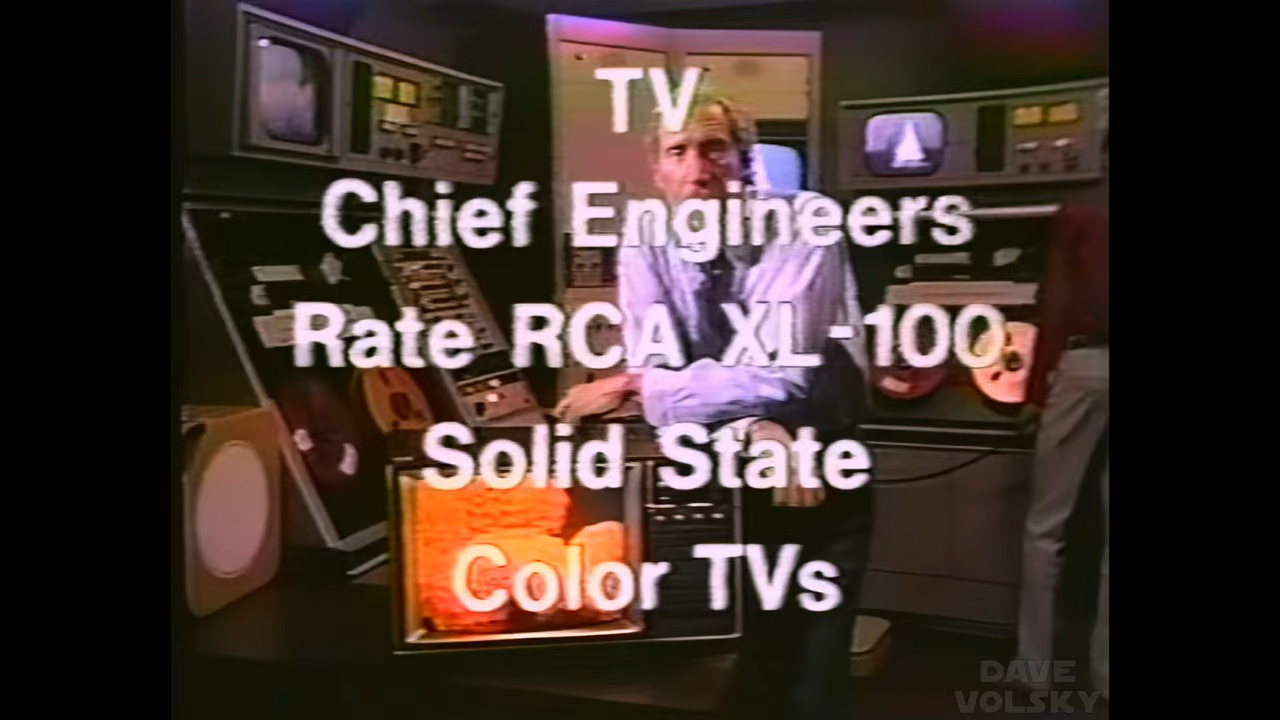 TV
Chief Engineers
Rate RCA XL-100
Solid State
Color TVs
DAVE
VOLSKY